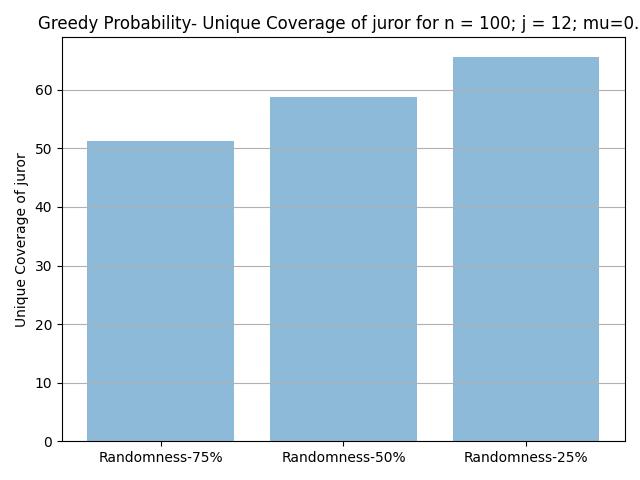 Greedy Probability- Unique Coverage of juror for n = 100; j = 12; mu=0.
Unique Coverage of juror
60
50
40
30
20
10
0
Randomness-75%
Randomness-50%
Randomness-25%